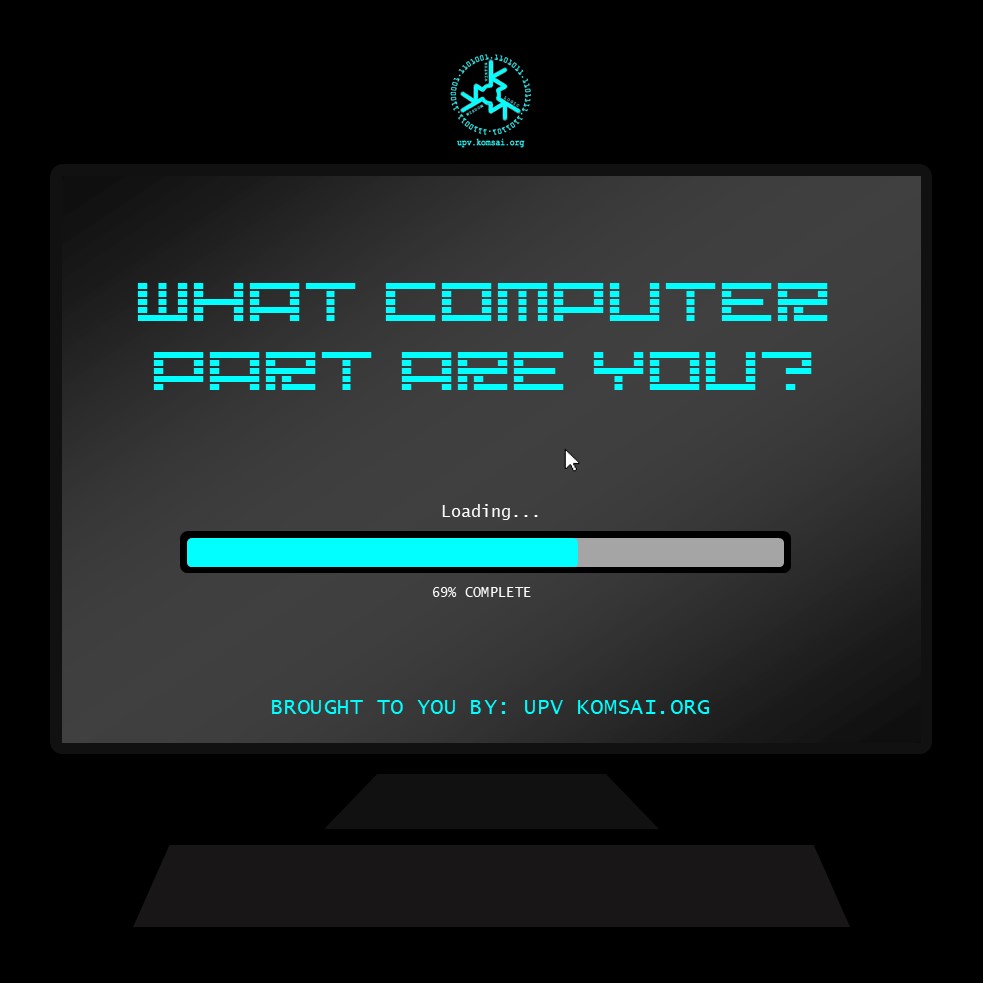 upv.komsai.org
WHAT COMPUTER
PART ARE YOU?
Loading...
69% COMPLETE
BROUGHT TO YOU BY: UPV KOMSAI.ORG